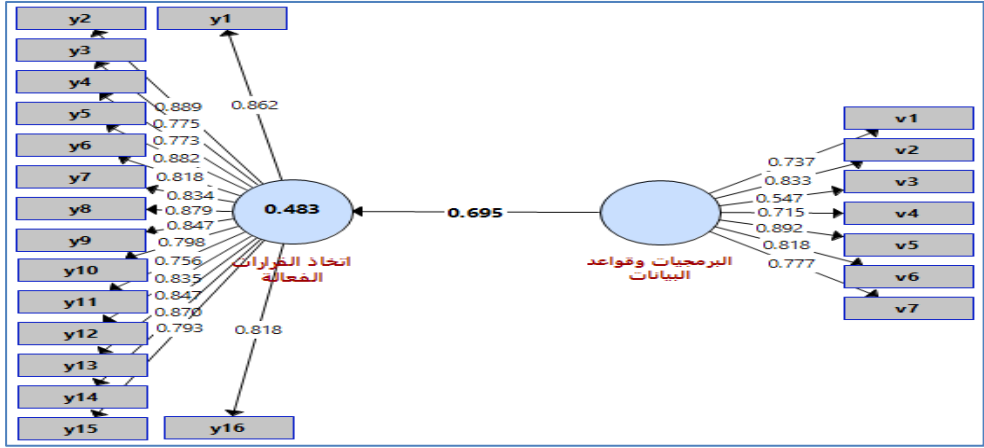 y2
y1
y3
y4
y5
y6
y7
y8
y9
y10
y11
y12
y13
y14
y15
y16
0.889
0.775
0.773
0.882
0.818
0.834
0.879
0.847
0.798
0.756
0.835
0.847
0.870
0.793
0.862
0.818
0.483
اتخاذ القرارات
الفعالة
0.695
البرمجيات وقواعد
البيانات
0.737
0.833
0.547
0.715
0.892
0.818
0.777
v1
v2
v3
v4
v5
v6
v7